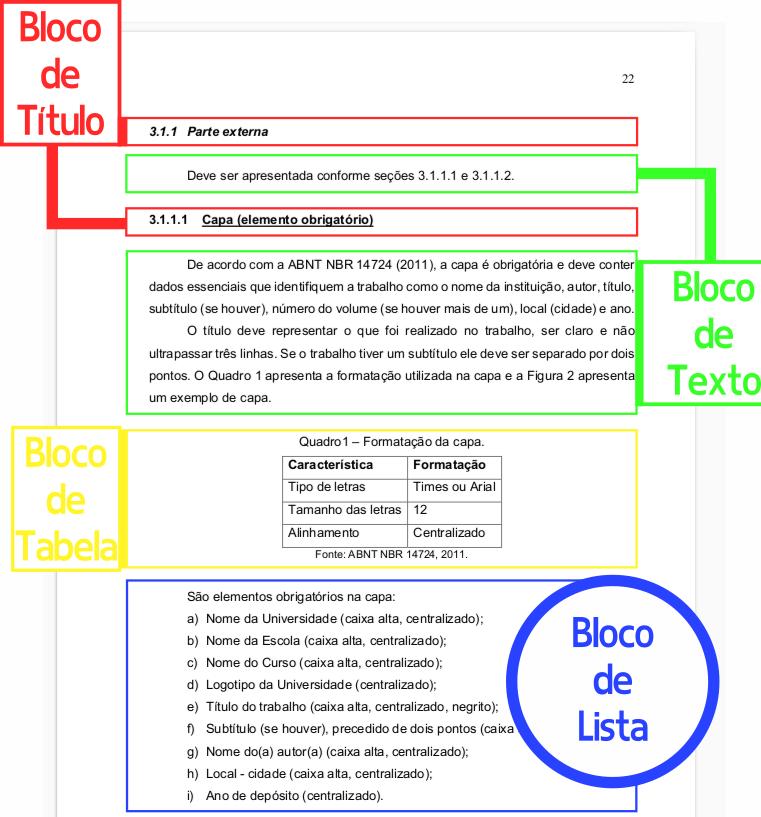 Bloco
de
Título
22
3.1.1 Parte externa
Deve ser apresentada conforme seções 3.1.1.1 e 3.1.1.2.
3.1.1.1 Capa (elemento obrigatório)
De acordo com a ABNT NBR 14724 (2011), a capa é obrigatória e deve conter
dados essenciais que identifiquem a trabalho como o nome da instituição, autor, título,
subtítulo (se houver), número do volume (se houver mais de um), local (cidade) e ano.
O título deve representar o que foi realizado no trabalho, ser claro e não
ultrapassar três linhas. Se o trabalho tiver um subtítulo ele deve ser separado por dois
pontos. O Quadro 1 apresenta a formatação utilizada na capa e a Figura 2 apresenta
um exemplo de capa.
Bloco
de
Texto
Bloco
de
Tabela
Quadro1 – Formatação da capa.
Característica Formatação
Tipo de letras Times ou Arial
Tamanho das letras 12
Alinhamento Centralizado
Fonte: ABNT NBR 14724, 2011.
São elementos obrigatórios na capa:
a) Nome da Universidade (caixa alta, centralizado);
b) Nome da Escola (caixa alta, centralizado);
c) Nome do Curso (caixa alta, centralizado);
d) Logotipo da Universidade (centralizado);
e) Título do trabalho (caixa alta, centralizado, negrito);
f) Subtítulo (se houver), precedido de dois pontos (caixa
g) Nome do(a) autor(a) (caixa alta, centralizado);
h) Local - cidade (caixa alta, centralizado);
i) Ano de depósito (centralizado).
Bloco
de
Lista